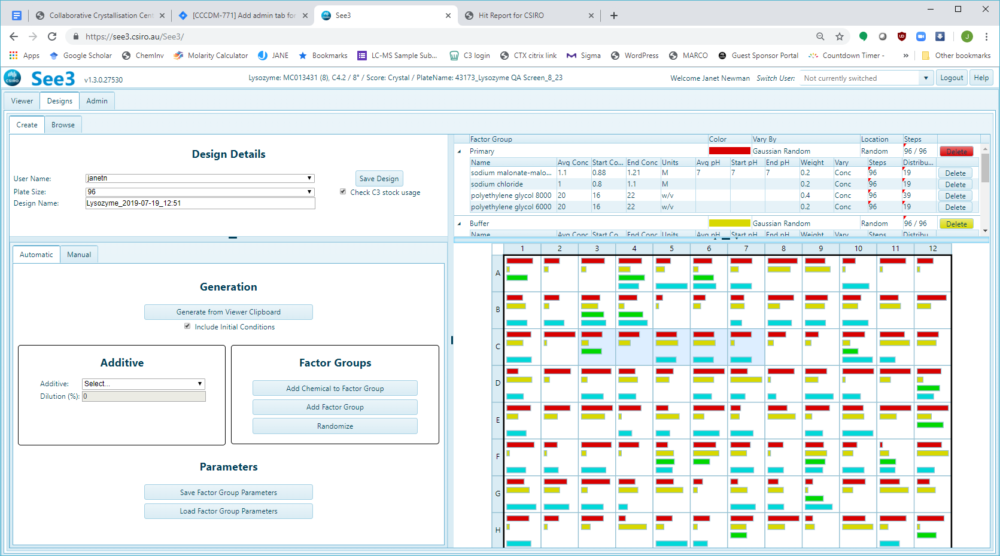 Collaborative Crystallisation Cent
[CCCDM-771] Add admin tab for
See3
Hit Report for CSIRO
https://see3.csiro.au/See3/
Apps
Google Scholar
ChemInv
Molarity Calculator
JANE
Bookmarks
LC-MS Sample Sub...
C3 login
CTX citrix link
Sigma
WordPress
MARCO
Guest Sponsor Portal
Countdown Timer -
»
Other bookmarks
CSIRO
See3 v1.3.0.27530
Lysozyme: MC013431 (8), C4.2 / 8° / Score: Crystal / PlateName: 43173_Lysozyme QA Screen_8_23
Welcome Janet Newman
Switch User: Not currently switched
Logout
Help
Viewer Designs Admin
Create Browse
Design Details
User Name: janetn
Plate Size: 96
Design Name: Lysozyme_2019-07-19_12:51
Save Design
Check C3 stock usage
Factor Group Color Vary By Location Steps
Primary Gaussian Random Random 96 / 96 Delete
Name Avg Conc Start Co... End Conc Units Avg pH Start pH End pH Weight Vary Steps Distribu...
sodium malonate-malo... 1.1 0.88 1.21 M 7 7 7 0.2 Conc 96 19 Delete
sodium chloride 1 0.8 1.1 M 0.2 Conc 96 19 Delete
polyethylene glycol 8000 20 16 22 w/v 0.4 Conc 96 39 Delete
polyethylene glycol 6000 20 16 22 w/v 0.2 Conc 96 19 Delete
Buffer Gaussian Random Random 96 / 96 Delete
Name Avg Conc Start Co... End Conc Units Avg pH Start pH End pH Weight Vary Steps Distribu...
Automatic Manual
Generation
Generate from Viewer Clipboard
Include Initial Conditions
Additive
Additive: Select...
Dilution (%): 0
Factor Groups
Add Chemical to Factor Group
Add Factor Group
Randomize
Parameters
Save Factor Group Parameters
Load Factor Group Parameters
1 2 3 4 5 6 7 8 9 10 11 12
A
B
C
D
E
F
G
H